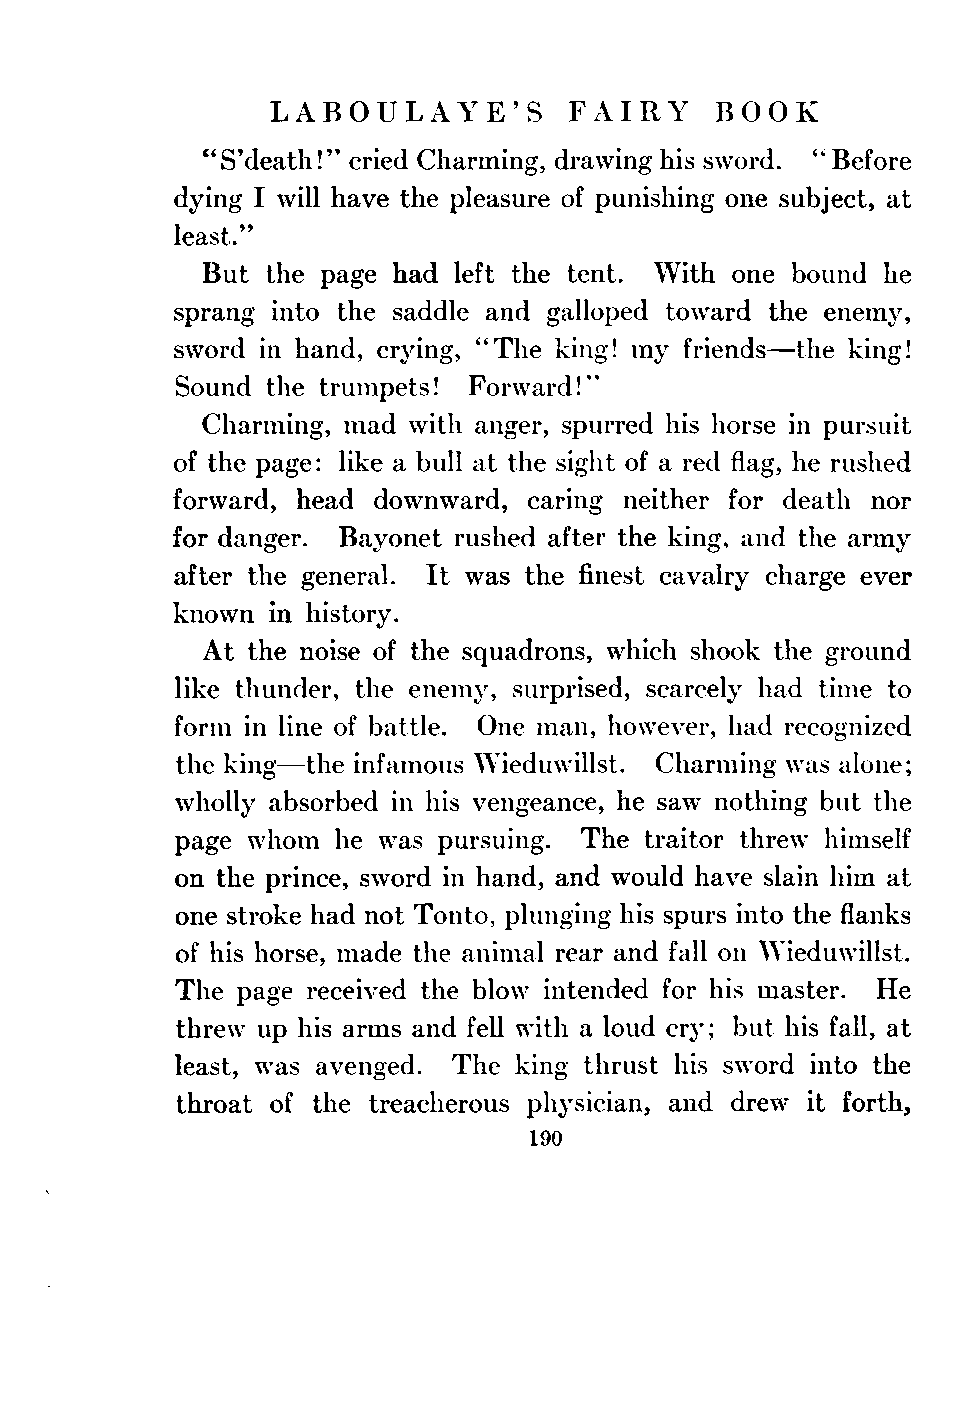 LABOULAYE'S FAIRY BOOK
"S'death!" cried Charming, drawing his sword. "Before
dying I will have the pleasure of punishing one subject, at
least."
But the page had left the tent. With one bound he
sprang into the saddle and galloped toward the enemy,
sword in hand, crying, "The king! my friends—the king!
Sound the trumpets! Forward!"
Charming, mad with anger, spurred his horse in pursuit
of the page: like a bull at the sight of a red flag, he rushed
forward, head downward, caring neither for death nor
for danger. Bayonet rushed after the king, and the army
after the general. It was the finest cavalry charge ever
known in history.
At the noise of the squadrons, which shook the ground
like thunder, the enemy, surprised, scarcely had time to
form in line of battle. One man, however, had recognized
the king—the infamous Wieduwillst. Charming was alone;
wholly absorbed in his vengeance, he saw nothing but the
page whom he was pursuing. The traitor threw himself
on the prince, sword in hand, and would have slain him at
one stroke had not Tonto, plunging his spurs into the flanks
of his horse, made the animal rear and fall on Wieduwillst.
The page received the blow intended for his master. He
threw up his arms and fell with a loud cry; but his fall, at
least, was avenged. The king thrust his sword into the
throat of the treacherous physician, and drew it forth,
190